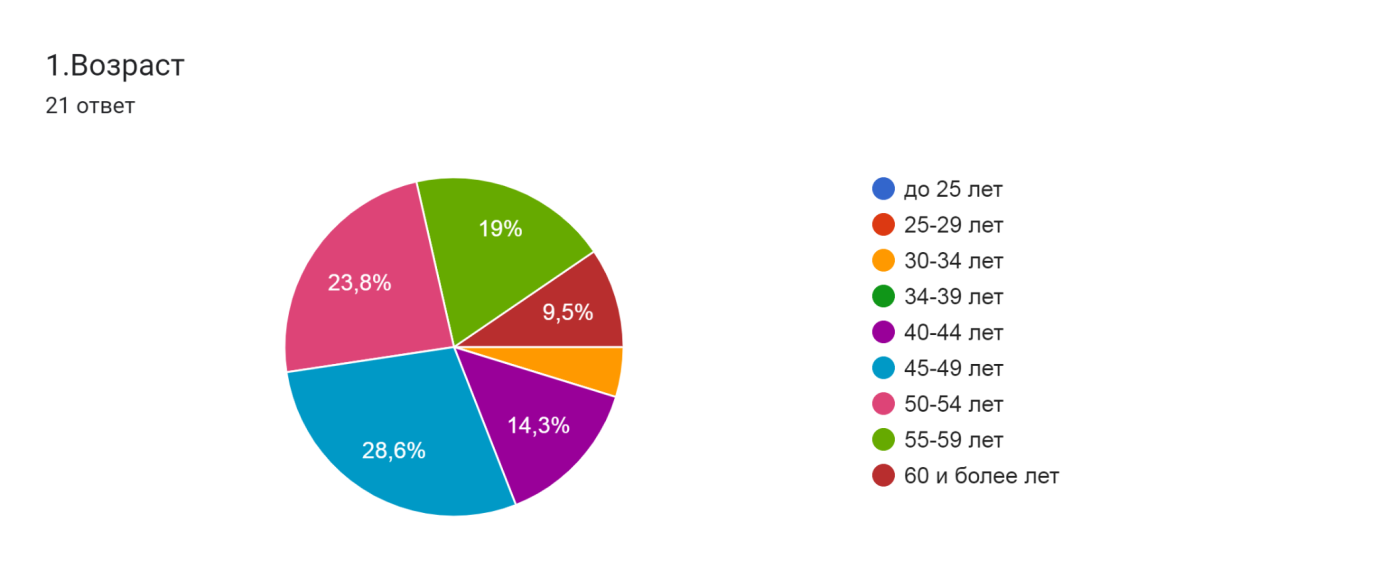 1.Возраст
21 ответ
19%
23,8%
9,5%
14,3%
28,6%
до 25 лет
25-29 лет
30-34 лет
34-39 лет
40-44 лет
45-49 лет
50-54 лет
55-59 лет
60 и более лет